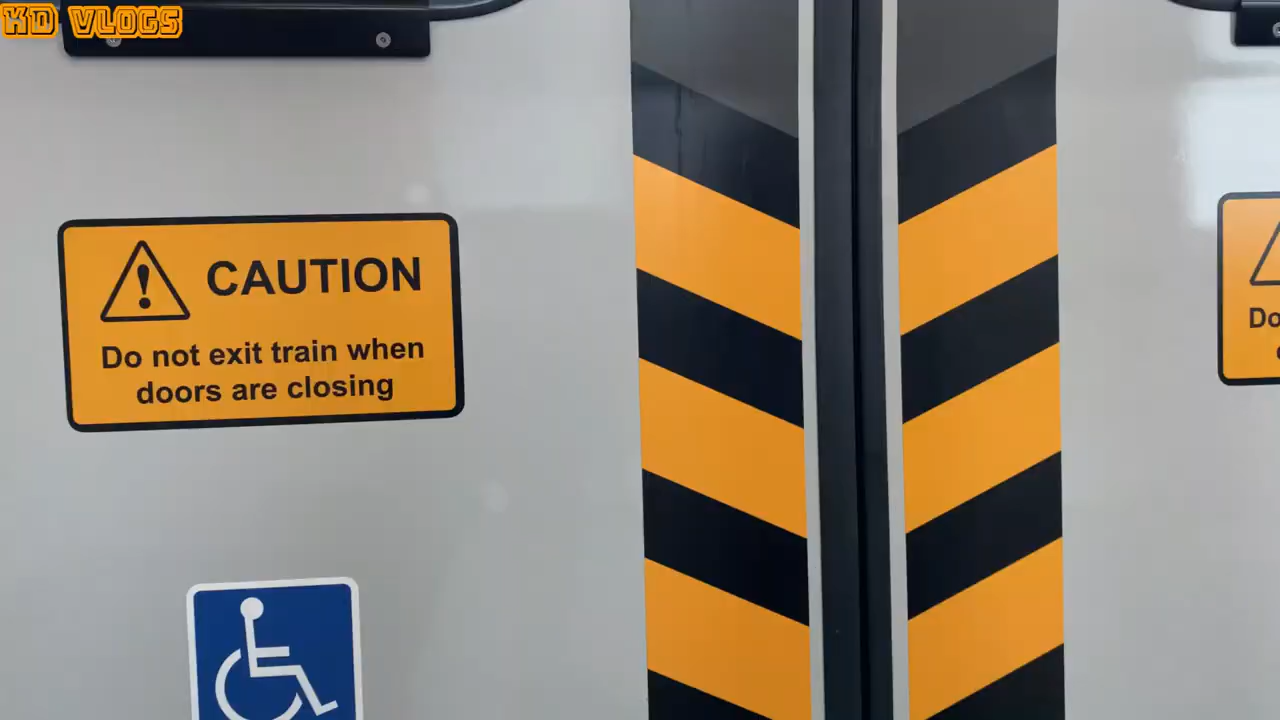 KD VLOGS
CAUTION
Do not exit train when
doors are closing
Do